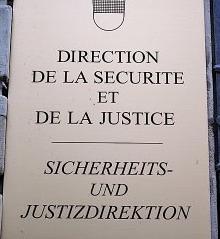 DIRECTION
DE LA SECURITE
ET
DE LA JUSTICE
SICHERHEITS-
UND
JUSTIZDIREKTION